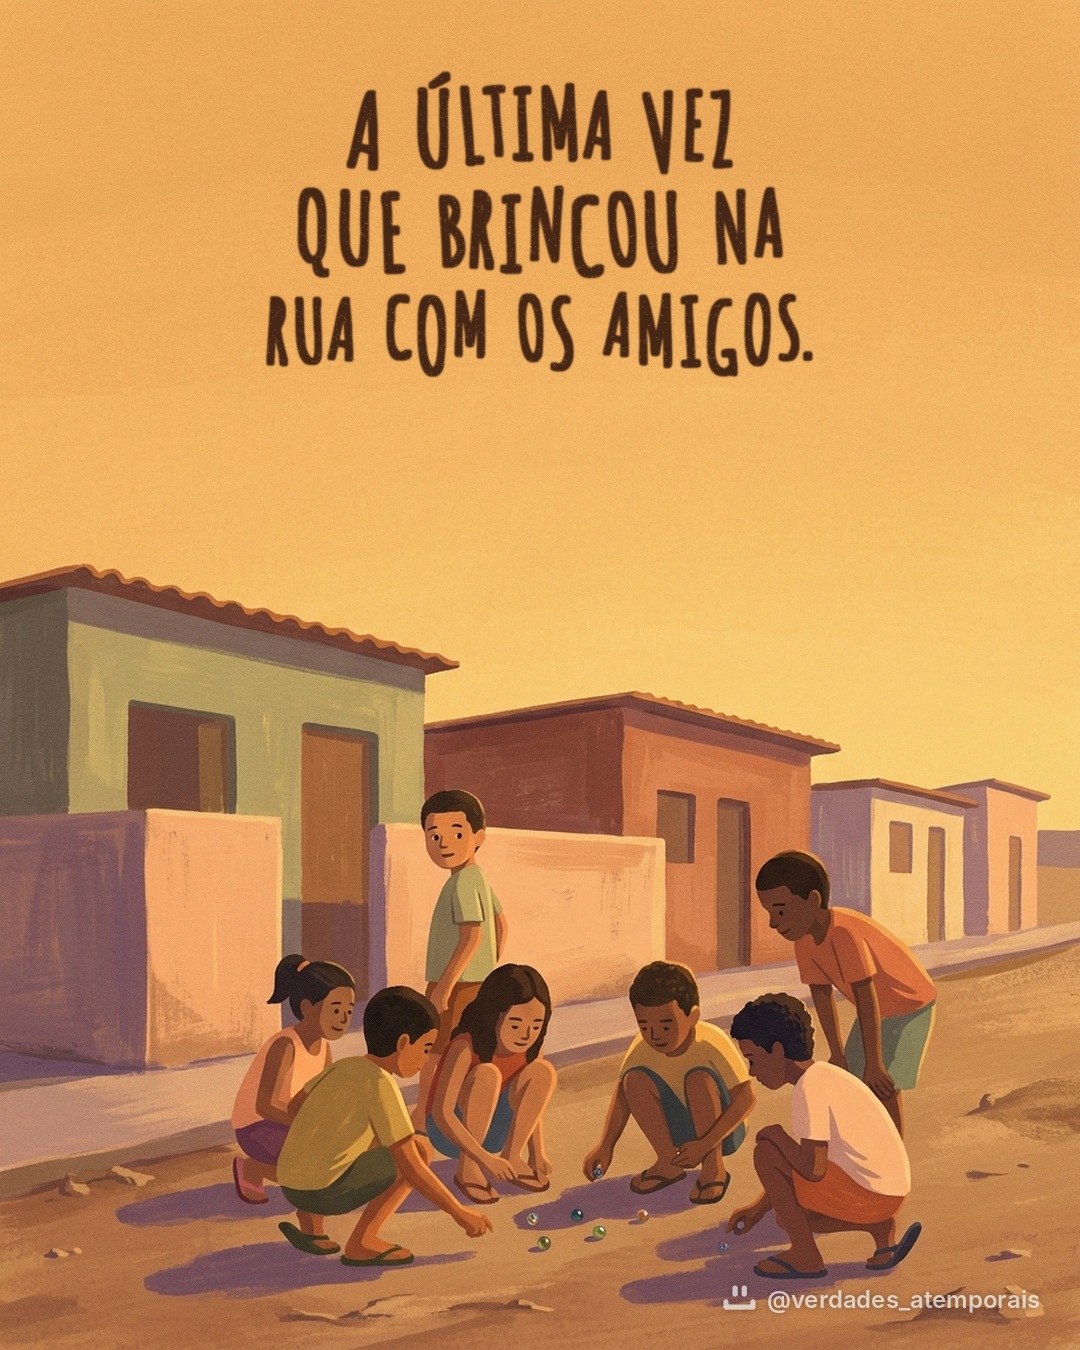 A ÚLTIMA VEZ
QUE BRINCOU NA
RUA COM OS AMIGOS.
@verdades_atemporais